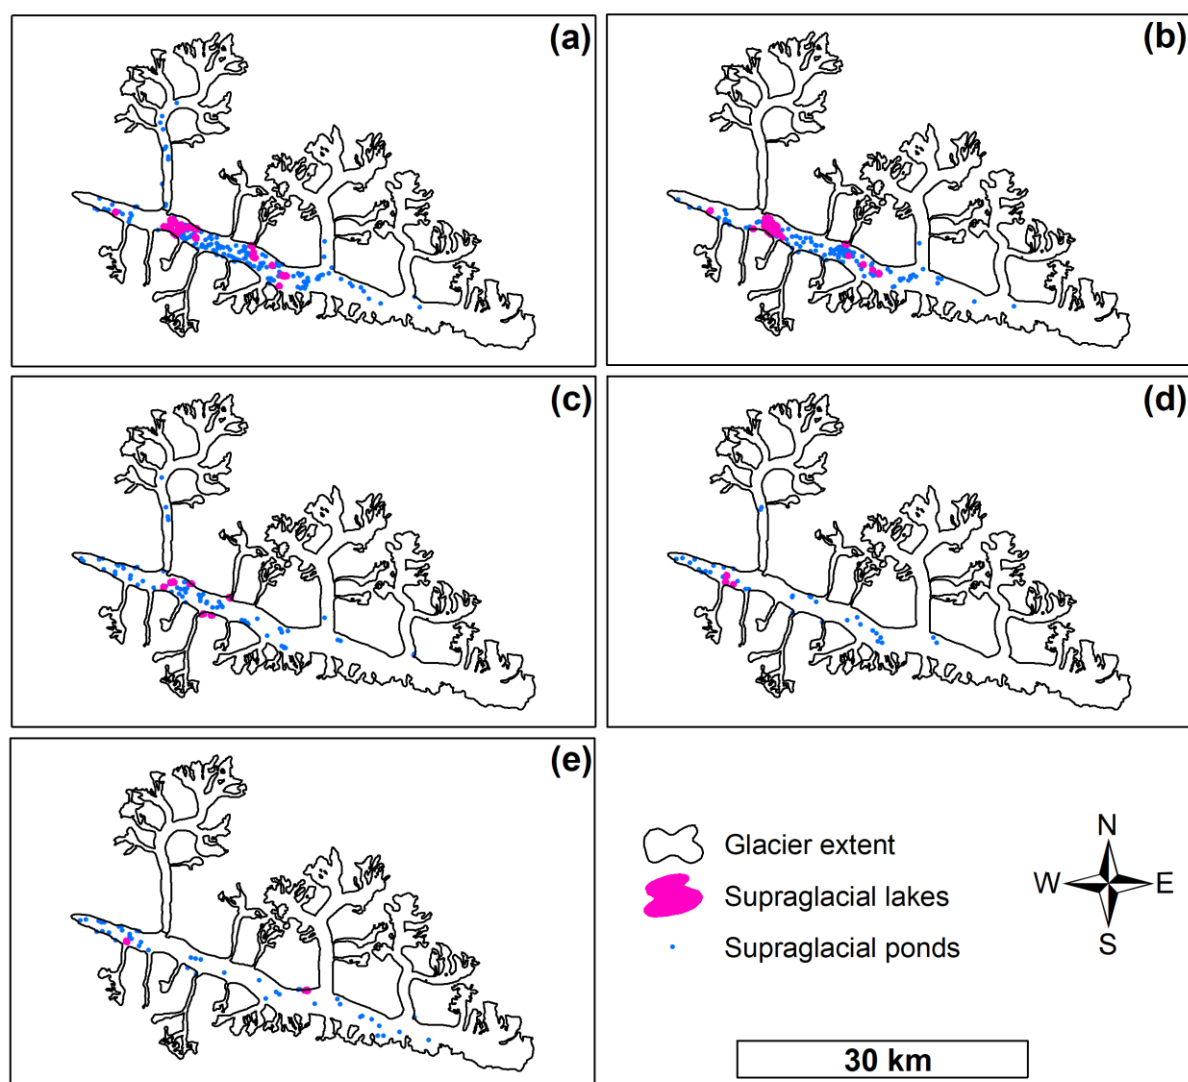 (a)
(b)
(c)
(d)
(e)
Glacier extent
Supraglacial lakes
Supraglacial ponds
N
W E
S
30 km